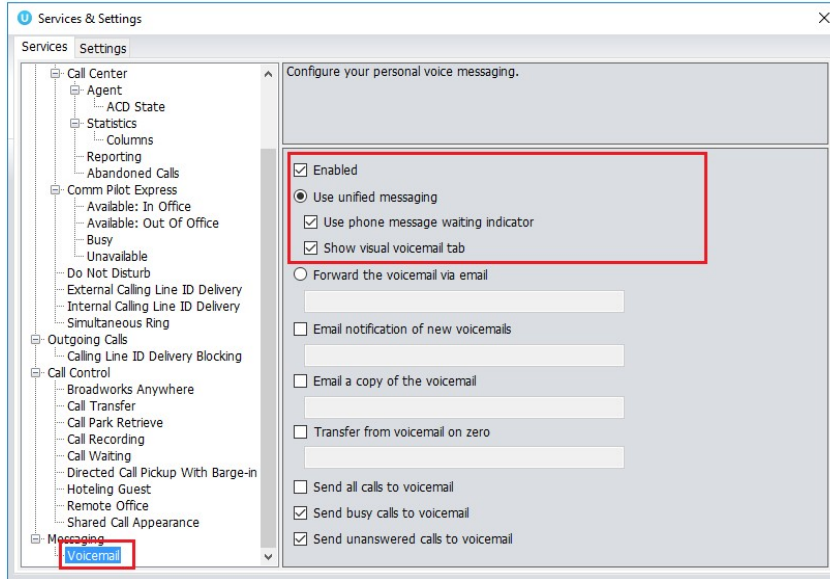 U Services & Settings
Services Settings
Call Center
Agent
ACD State
Statistics
Columns
Reporting
Abandoned Calls
Comm Pilot Express
Available: In Office
Available: Out Of Office
Busy
Unavailable
Do Not Disturb
External Calling Line ID Delivery
Internal Calling Line ID Delivery
Simultaneous Ring
Outgoing Calls
Calling Line ID Delivery Blocking
Call Control
Broadworks Anywhere
Call Transfer
Call Park Retrieve
Call Recording
Call Waiting
Directed Call Pickup With Barge-in
Hoteling Guest
Remote Office
Shared Call Appearance
Messaging
Voicemail
Configure your personal voice messaging.
Enabled
Use unified messaging
Use phone message waiting indicator
Show visual voicemail tab
Forward the voicemail via email
Email notification of new voicemails
Email a copy of the voicemail
Transfer from voicemail on zero
Send all calls to voicemail
Send busy calls to voicemail
Send unanswered calls to voicemail